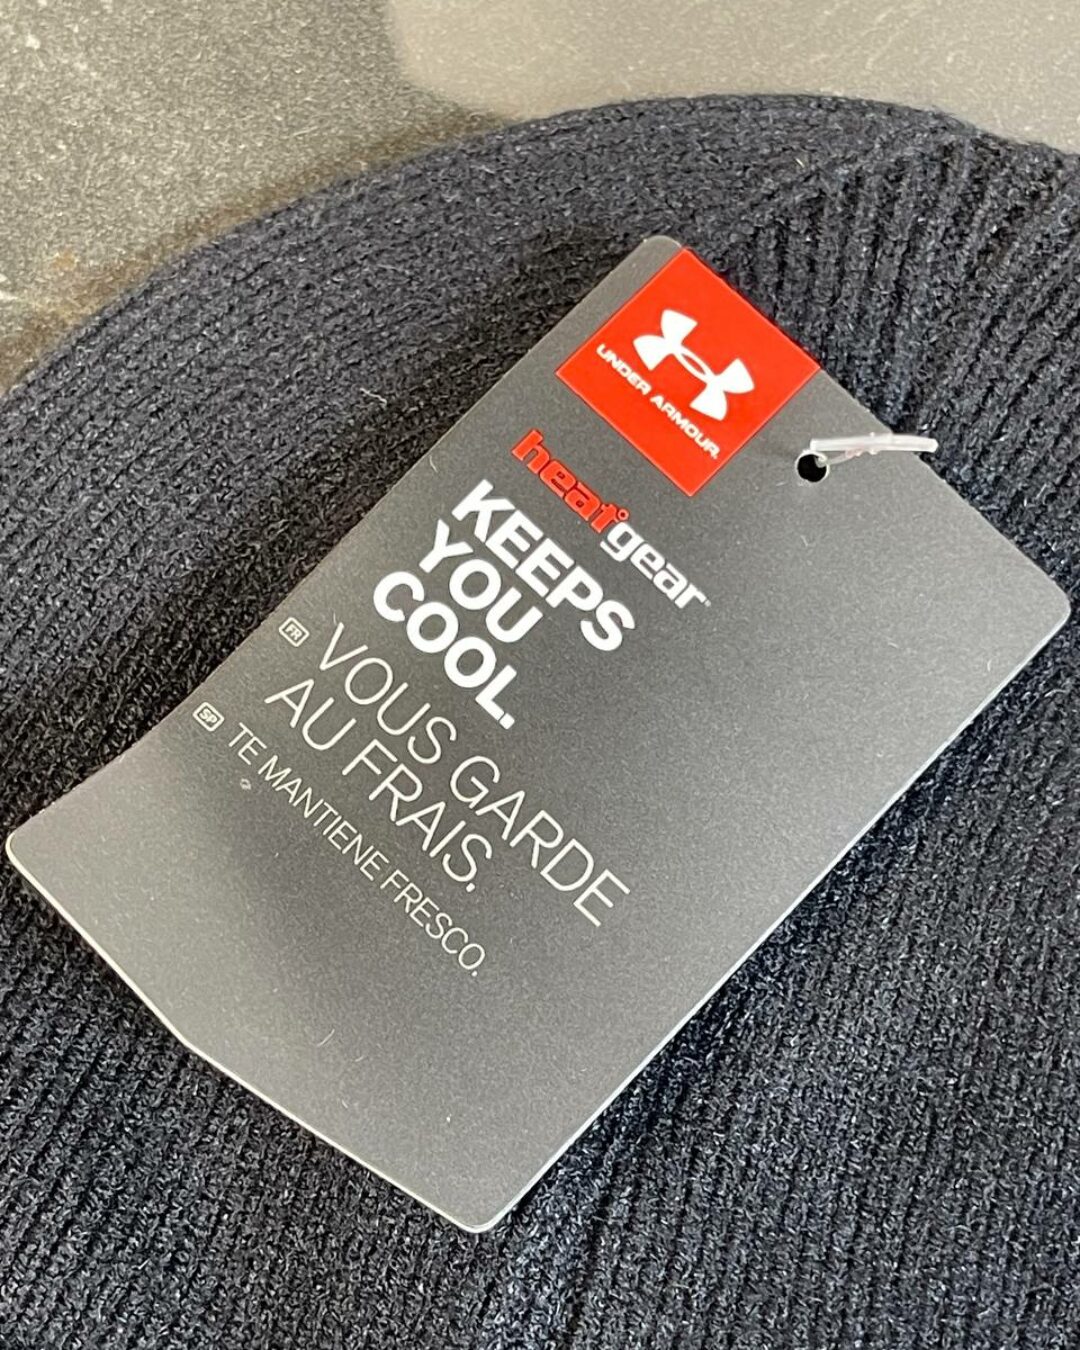 UNDER ARMOUR.
heatgear
KEEPS
YOU
COOL.
FR
VOUS GARDE
AU FRAIS.
SP
TE MANTIENE FRESCO.